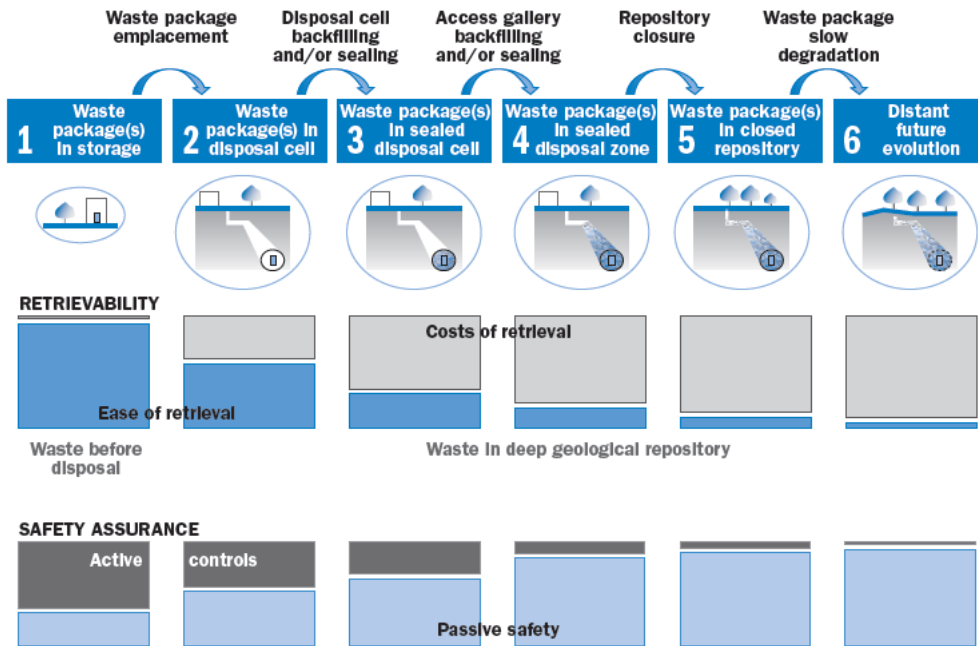 Waste package
emplacement
Disposal cell
backfilling
and/or sealing
Access gallery
backfilling
and/or sealing
Repository
closure
Waste package
slow
degradation
1
Waste
package(s)
in storage
2
Waste
package(s) in
disposal cell
3
Waste package(s)
in sealed
disposal cell
4
Waste package(s)
in sealed
disposal zone
5
Waste package(s)
in closed
repository
6
Distant
future
evolution
RETRIEVABILITY
Costs of retrieval
Ease of retrieval
Waste before
disposal
Waste in deep geological repository
SAFETY ASSURANCE
Active controls
Passive safety